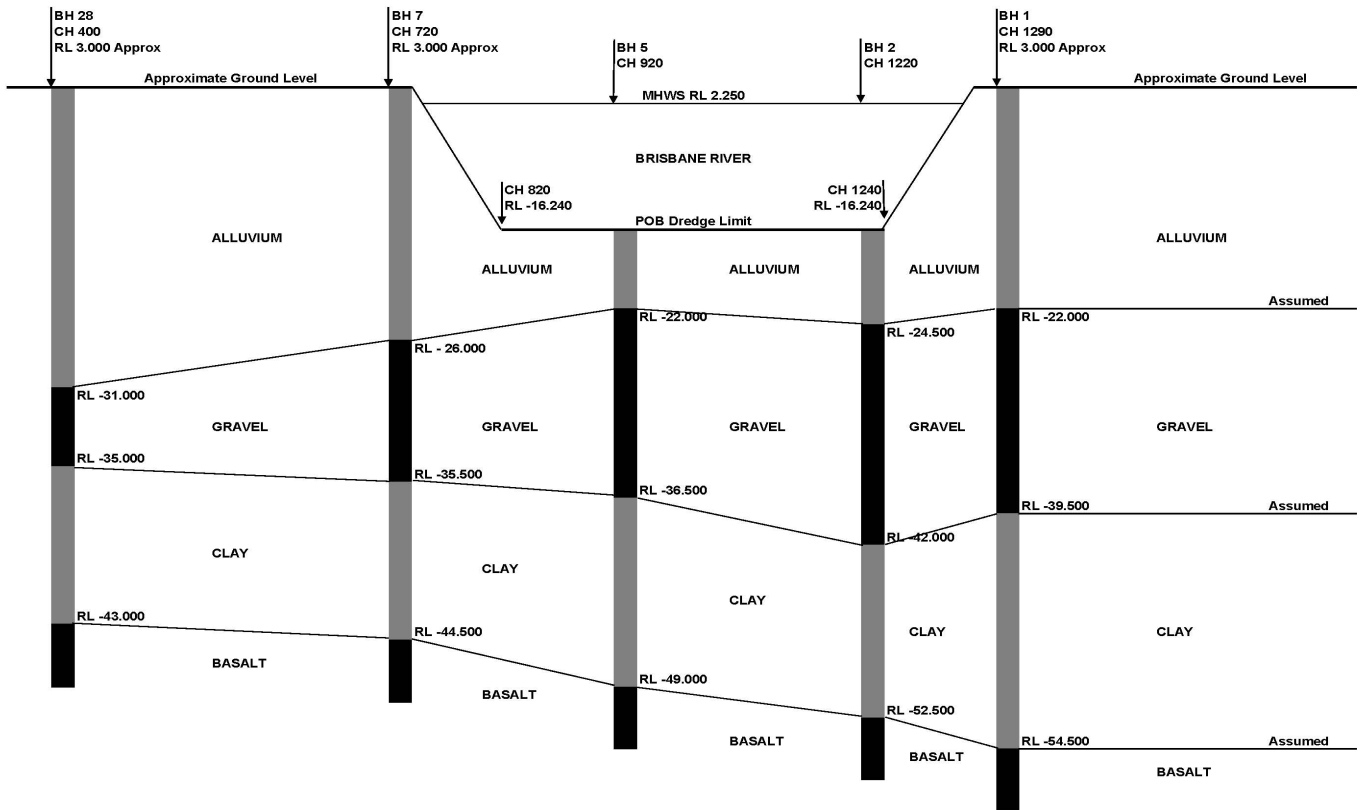 BH 28
CH 400
RL 3.000 Approx
BH 7
CH 720
RL 3.000 Approx
BH 5
CH 920
BH 2
CH 1220
BH 1
CH 1290
RL 3.000 Approx
Approximate Ground Level
Approximate Ground Level
MHWS RL 2.250
BRISBANE RIVER
CH 820
RL -16.240
CH 1240
RL -16.240
POB Dredge Limit
ALLUVIUM
ALLUVIUM
ALLUVIUM
ALLUVIUM
ALLUVIUM
Assumed
RL -22.000
RL -24.500
RL -22.000
RL - 26.000
RL -31.000
GRAVEL
GRAVEL
GRAVEL
GRAVEL
GRAVEL
RL -35.000
RL -35.500
RL -36.500
RL -42.000
RL -39.500
Assumed
CLAY
CLAY
CLAY
CLAY
CLAY
RL -43.000
RL -44.500
RL -49.000
RL -52.500
RL -54.500
Assumed
BASALT
BASALT
BASALT
BASALT
BASALT